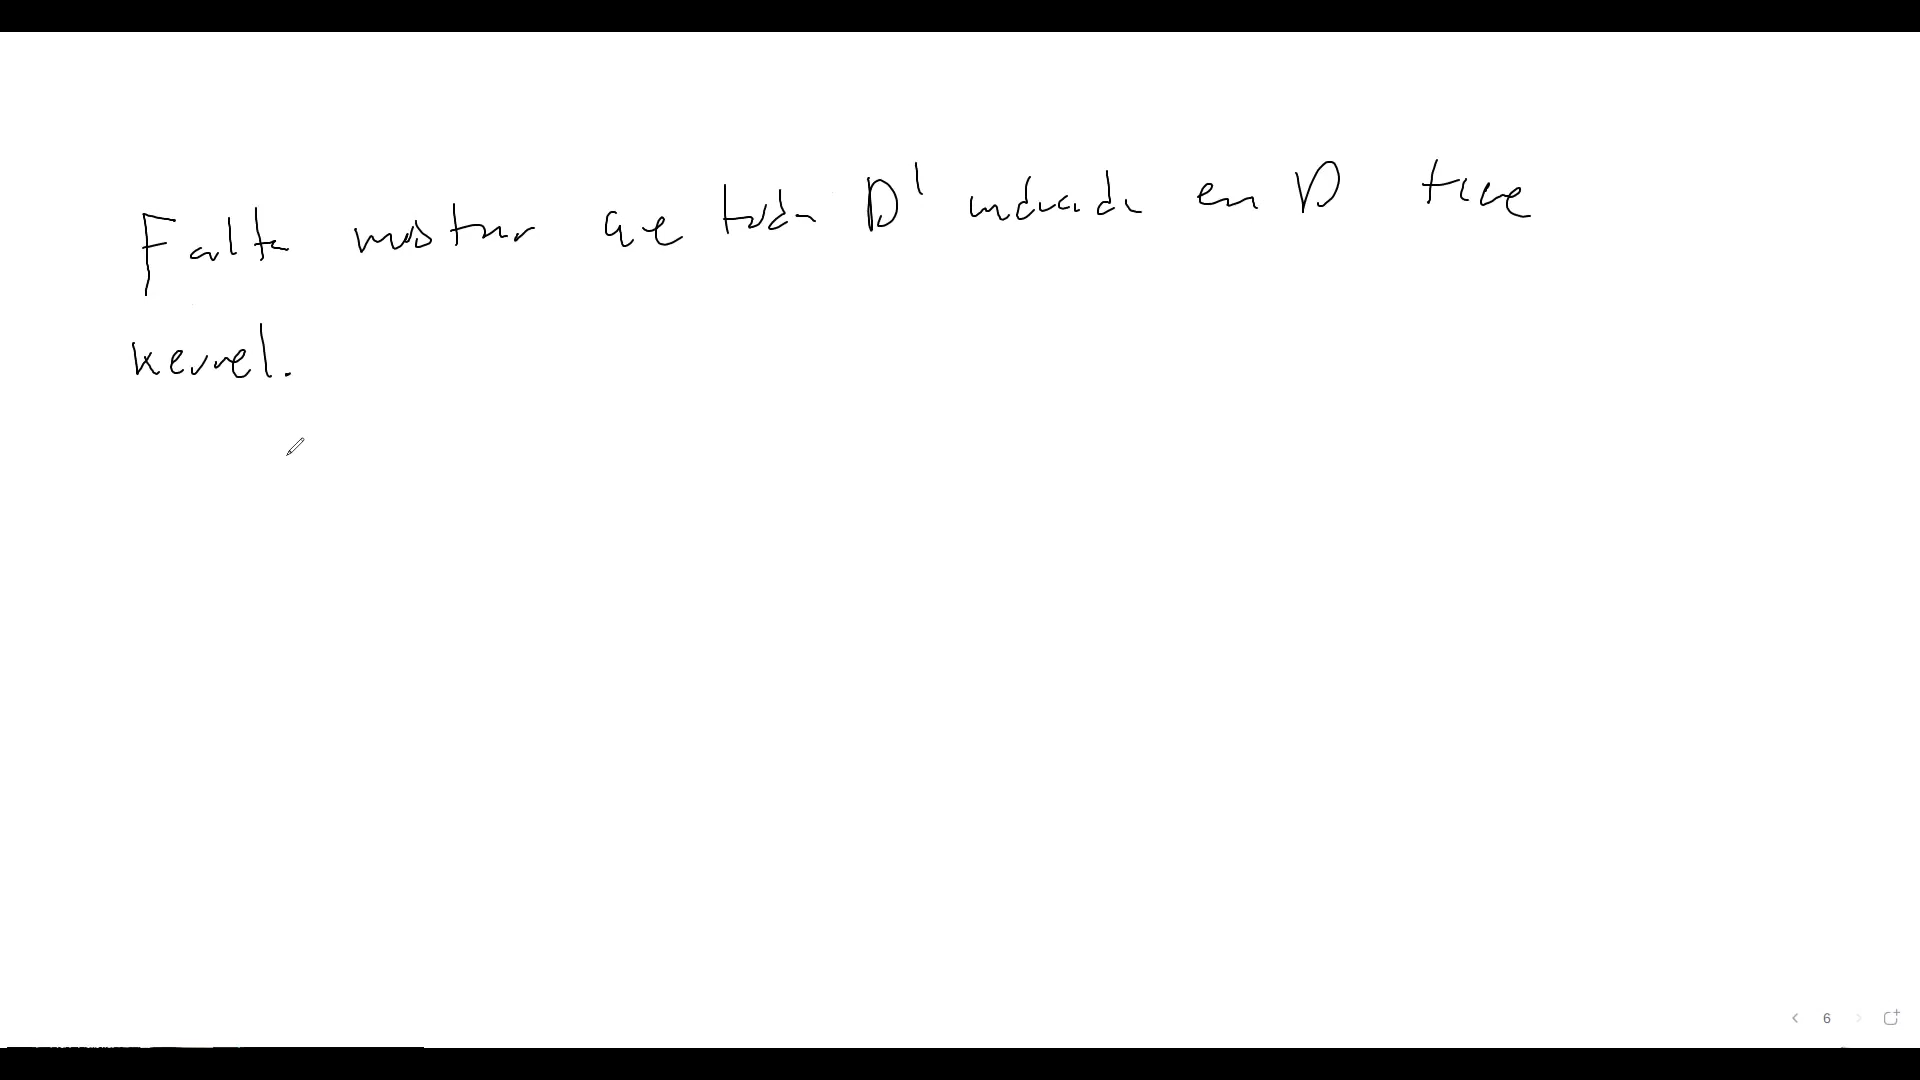 Falta mostrar que toda D' inducida en D tiene
kernel.
6